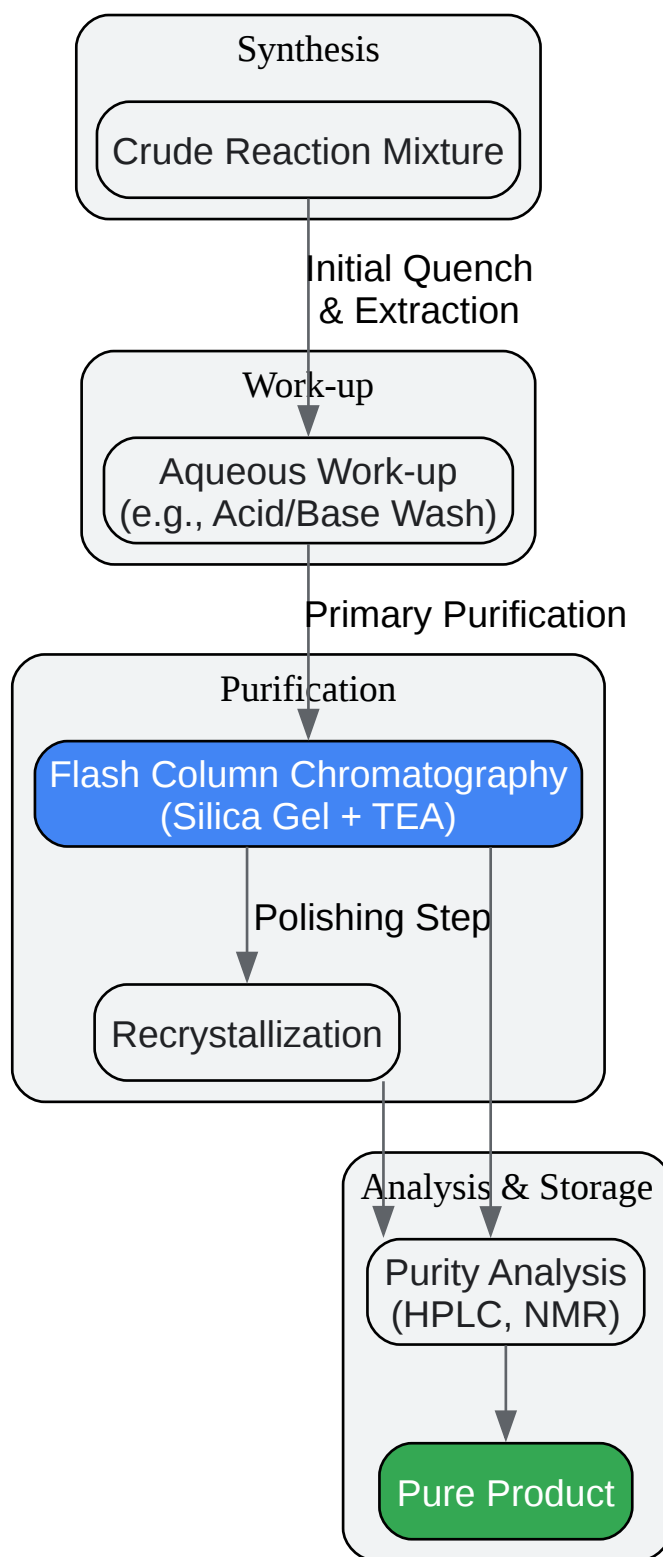 Synthesis
Crude Reaction Mixture
Initial Quench
& Extraction
Work-up
Aqueous Work-up
(e.g., Acid/Base Wash)
Primary Purification
Purification
Flash Column Chromatography
(Silica Gel + TEA)
Polishing Step
Recrystallization
Analysis & Storage
Purity Analysis
(HPLC, NMR)
Pure Product